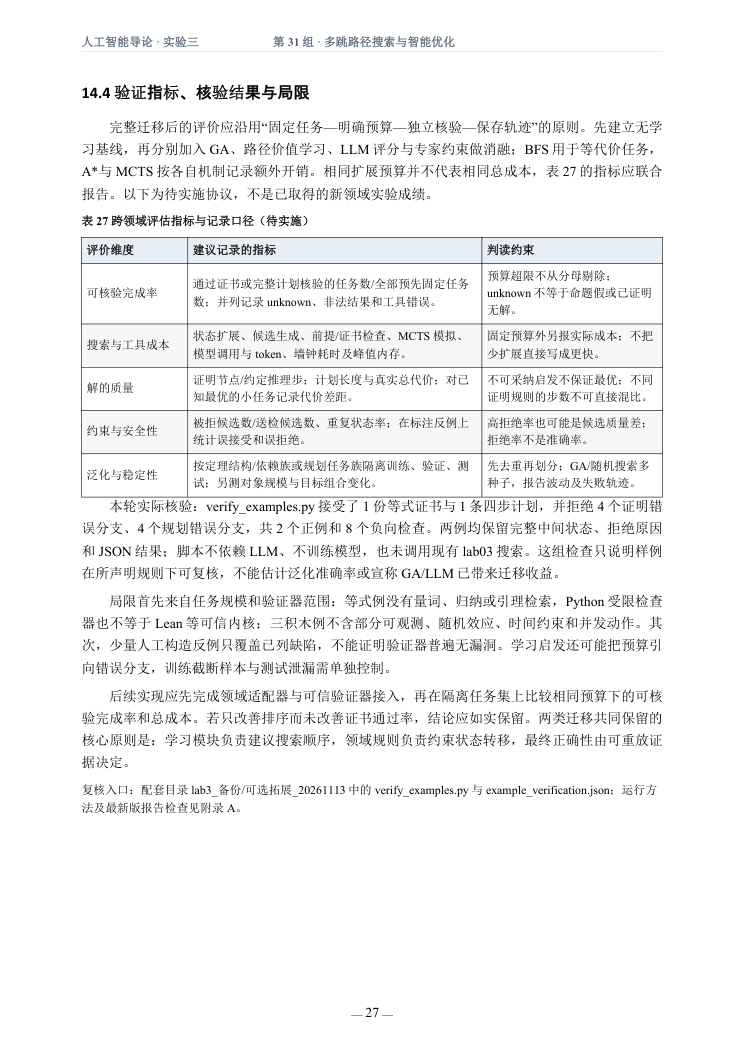 人工智能导论 · 实验三 第 31 组 · 多跳路径搜索与智能优化
14.4 验证指标、核验结果与局限
完整迁移后的评价应沿用“固定任务—明确预算—独立核验—保存轨迹”的原则。先建立无学
习基线，再分别加入 GA、路径价值学习、LLM 评分与专家约束做消融；BFS 用于等代价任务，
A*与 MCTS 按各自机制记录额外开销。相同扩展预算并不代表相同总成本，表 27 的指标应联合
报告。以下为待实施协议，不是已取得的新领域实验成绩。
表 27 跨领域评估指标与记录口径（待实施）
评价维度 建议记录的指标 判读约束
可核验完成率
通过证书或完整计划核验的任务数/全部预先固定任务
数；并列记录 unknown、非法结果和工具错误。
预算超限不从分母剔除；
unknown 不等于命题假或已证明
无解。
搜索与工具成本
状态扩展、候选生成、前提/证书检查、MCTS 模拟、
模型调用与 token、墙钟耗时及峰值内存。
固定预算外另报实际成本；不把
少扩展直接写成更快。
解的质量
证明节点/约定推理步；计划长度与真实总代价；对已
知最优的小任务记录代价差距。
不可采纳启发不保证最优；不同
证明规则的步数不可直接混比。
约束与安全性
被拒候选数/送检候选数、重复状态率；在标注反例上
统计误接受和误拒绝。
高拒绝率也可能是候选质量差；
拒绝率不是准确率。
泛化与稳定性
按定理结构/依赖族或规划任务族隔离训练、验证、测
试；另测对象规模与目标组合变化。
先去重再划分；GA/随机搜索多
种子，报告波动及失败轨迹。
本轮实际核验：verify_examples.py 接受了 1 份等式证书与 1 条四步计划，并拒绝 4 个证明错
误分支、4 个规划错误分支，共 2 个正例和 8 个负向检查。两例均保留完整中间状态、拒绝原因
和 JSON 结果；脚本不依赖 LLM、不训练模型，也未调用现有 lab03 搜索。这组检查只说明样例
在所声明规则下可复核，不能估计泛化准确率或宣称 GA/LLM 已带来迁移收益。
局限首先来自任务规模和验证器范围：等式例没有量词、归纳或引理检索，Python 受限检查
器也不等于 Lean 等可信内核；三积木例不含部分可观测、随机效应、时间约束和并发动作。其
次，少量人工构造反例只覆盖已列缺陷，不能证明验证器普遍无漏洞。学习启发还可能把预算引
向错误分支，训练截断样本与测试泄漏需单独控制。
后续实现应先完成领域适配器与可信验证器接入，再在隔离任务集上比较相同预算下的可核
验完成率和总成本。若只改善排序而未改善证书通过率，结论应如实保留。两类迁移共同保留的
核心原则是：学习模块负责建议搜索顺序，领域规则负责约束状态转移，最终正确性由可重放证
据决定。
复核入口：配套目录 lab3_备份/可选拓展_20261113 中的 verify_examples.py 与 example_verification.json；运行方
法及最新版报告检查见附录 A。
— 27 —